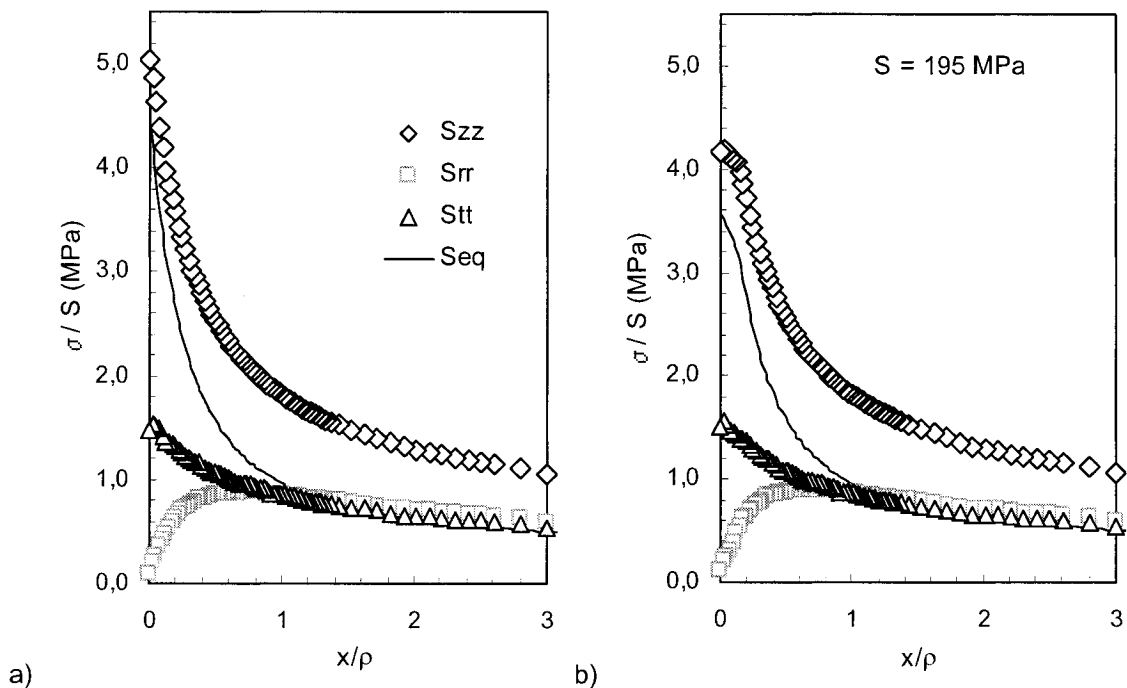 5,0
4,0
3,0
2,0
1,0
0,0
σ / S (MPa)
Szz
Srr
Stt
Seq
0
1
2
3
x/ρ
a)
5,0
4,0
3,0
2,0
1,0
0,0
σ / S (MPa)
S = 195 MPa
0
1
2
3
x/ρ
b)